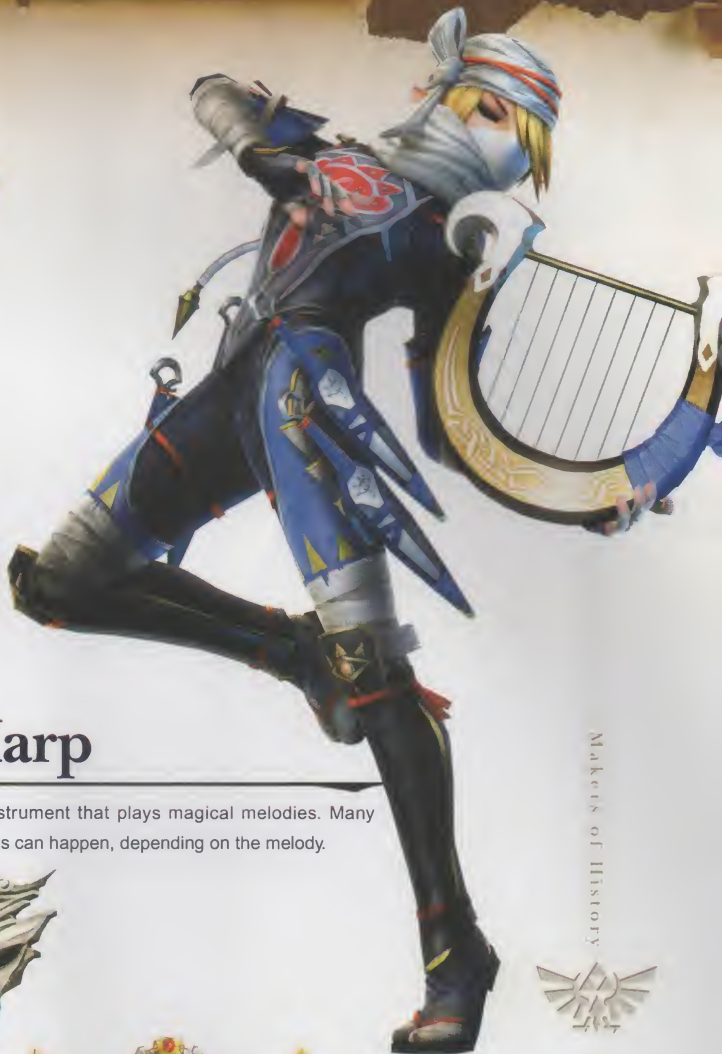 arp
strument that plays magical melodies. Many
s can happen, depending on the melody.
Makers of History